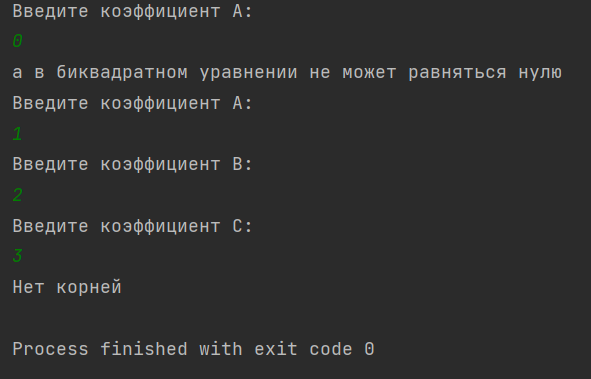 Введите коэффициент A:
0
а в биквадратном уравнении не может равняться нулю
Введите коэффициент A:
1
Введите коэффициент B:
2
Введите коэффициент C:
3
Нет корней
Process finished with exit code 0